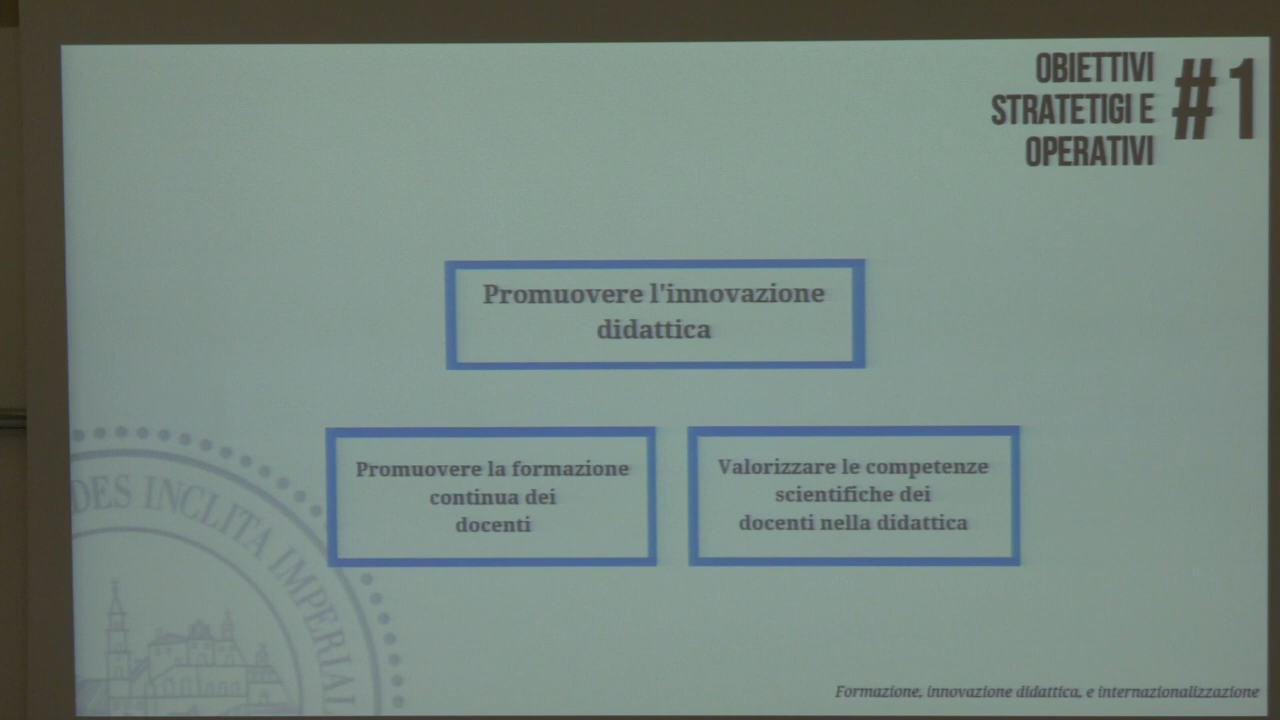 OBIETTIVI
STRATETIGI E
OPERATIVI
#1
Promuovere l'innovazione
didattica
Promuovere la formazione
continua dei
docenti
Valorizzare le competenze
scientifiche dei
docenti nella didattica
DES INCLITA IMPERIAL
Formazione, innovazione didattica, e internazionalizzazione